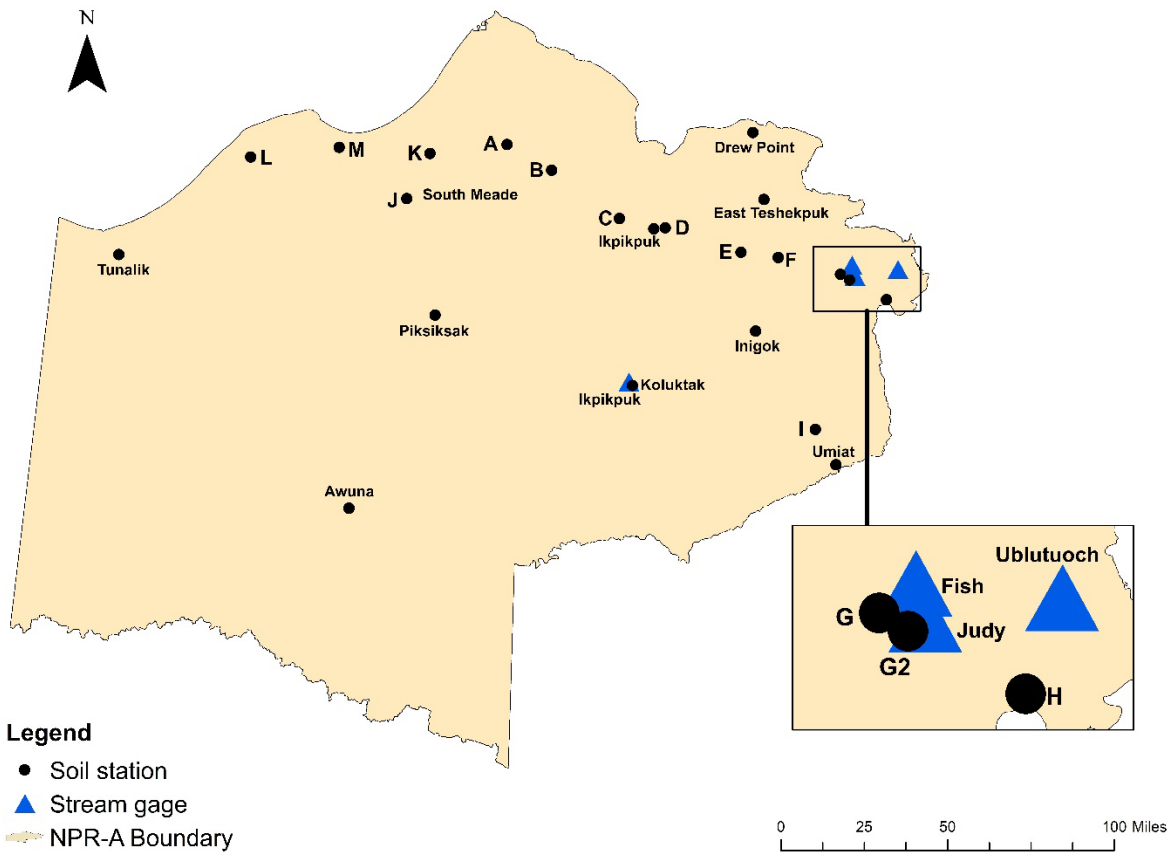 N
Drew Point
L
M
K
A
B
J
South Meade
East Teshekpuk
C
Ikpikpuk
D
E
F
Tunalik
Piksiksak
Inigok
Koluktak
Ikpikpuk
I
Umiat
Awuna
Ublutuoch
Fish
G
Judy
G2
H
Legend
Soil station
Stream gage
NPR-A Boundary
0 25 50 100 Miles